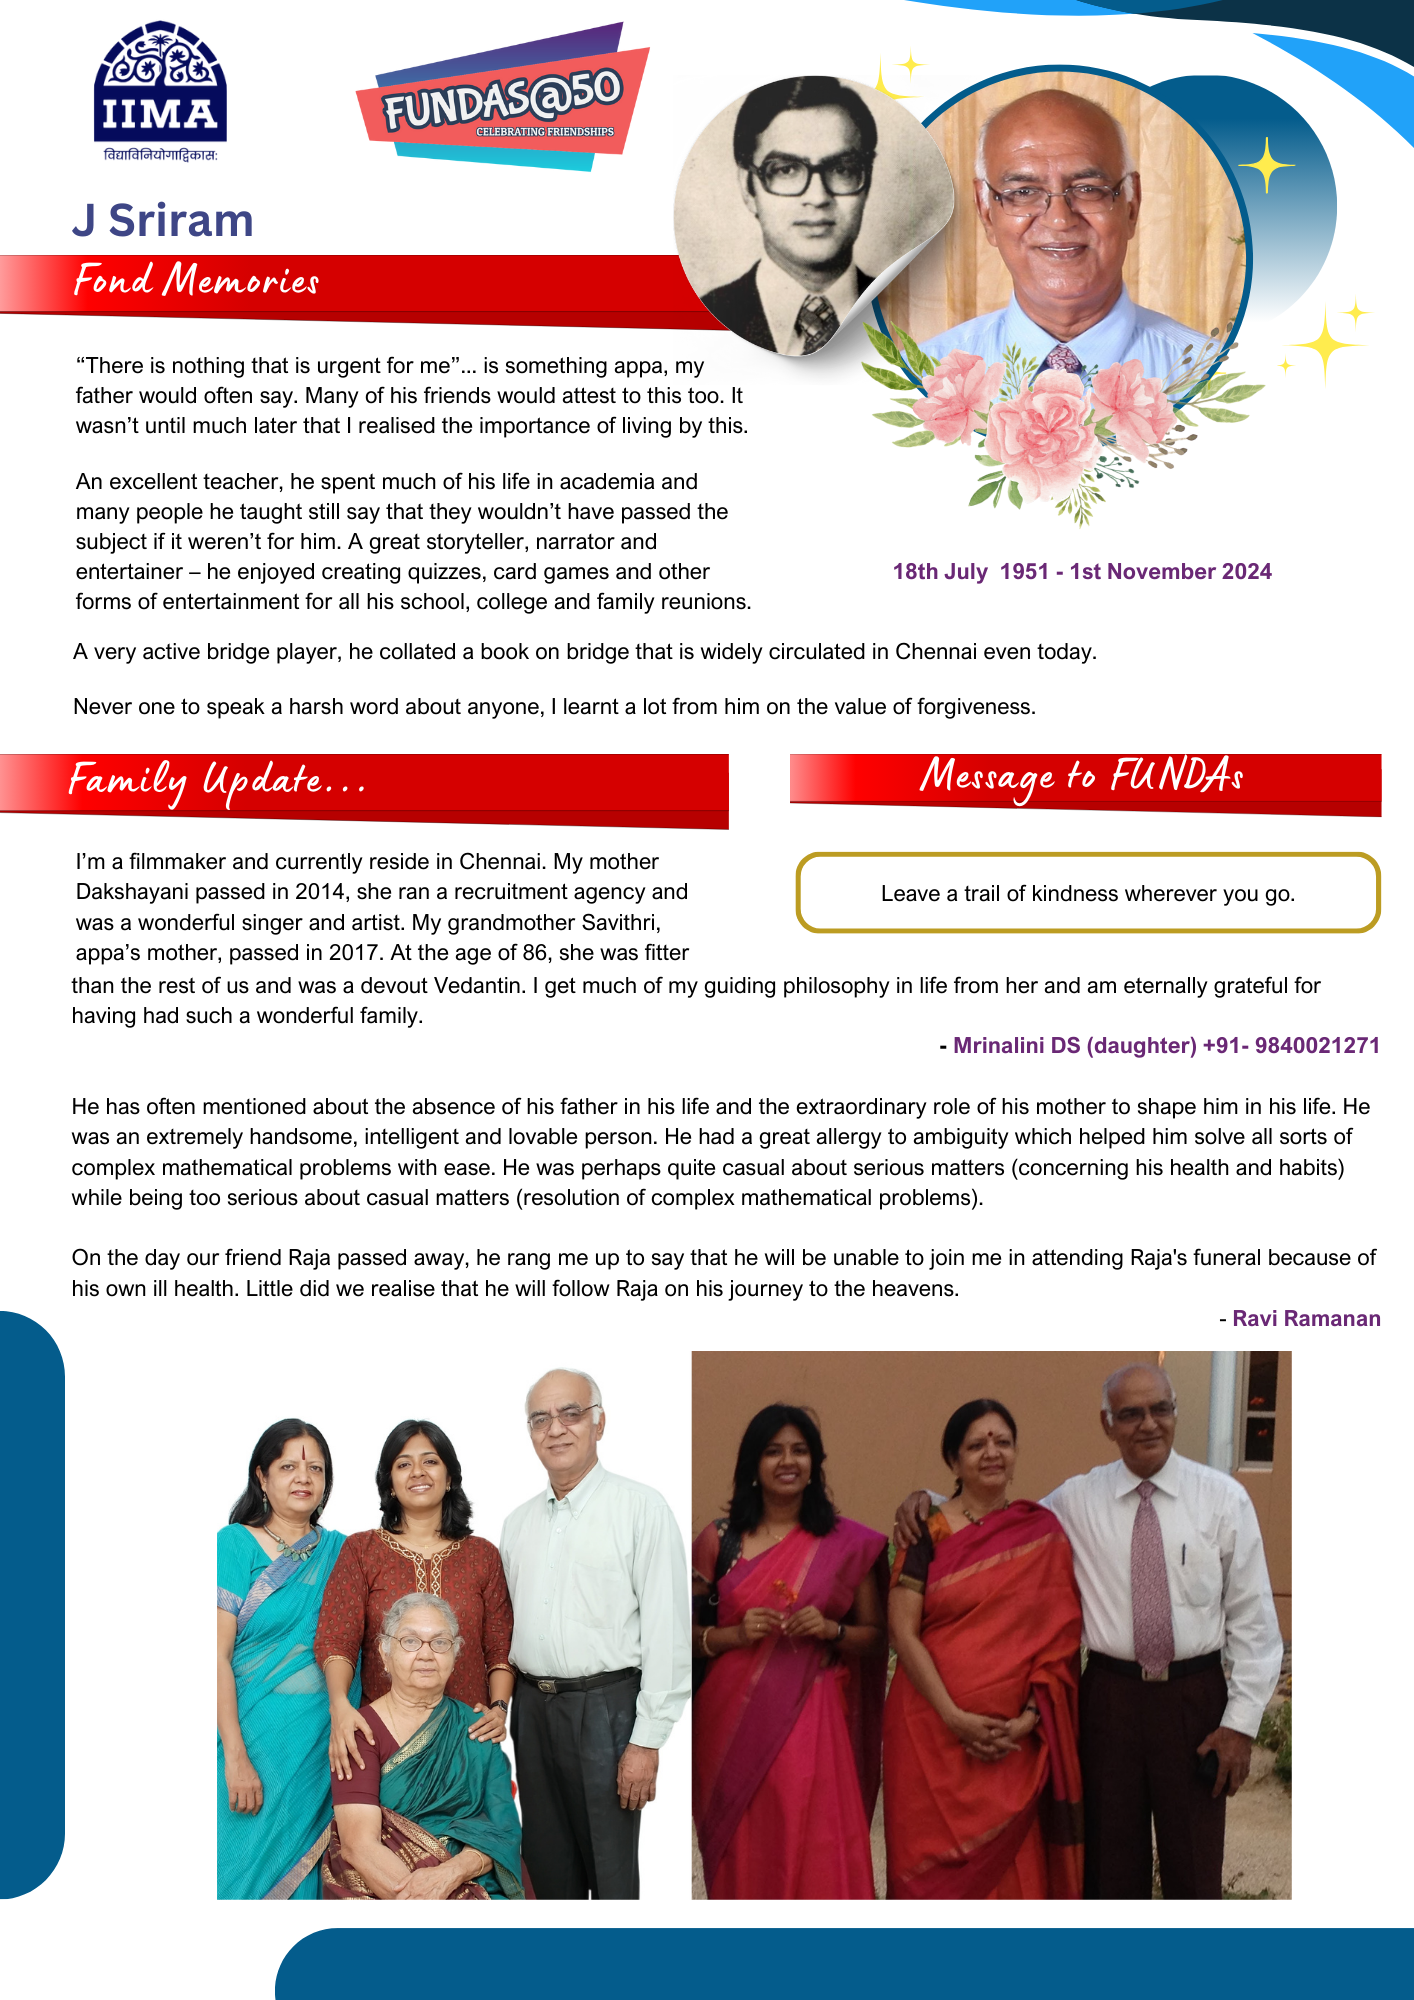 IIMA
विद्याविनियोगाद्विकासः
FUNDAS@50
CELEBRATING FRIENDSHIPS
J Sriram
Fond Memories
“There is nothing that is urgent for me”... is something appa, my
father would often say. Many of his friends would attest to this too. It
wasn’t until much later that I realised the importance of living by this.
An excellent teacher, he spent much of his life in academia and
many people he taught still say that they wouldn’t have passed the
subject if it weren’t for him. A great storyteller, narrator and
entertainer – he enjoyed creating quizzes, card games and other
forms of entertainment for all his school, college and family reunions.
18th July  1951 - 1st November 2024
A very active bridge player, he collated a book on bridge that is widely circulated in Chennai even today.
Never one to speak a harsh word about anyone, I learnt a lot from him on the value of forgiveness.
Family Update...
I’m a filmmaker and currently reside in Chennai. My mother
Dakshayani passed in 2014, she ran a recruitment agency and
was a wonderful singer and artist. My grandmother Savithri,
appa’s mother, passed in 2017. At the age of 86, she was fitter
than the rest of us and was a devout Vedantin. I get much of my guiding philosophy in life from her and am eternally grateful for
having had such a wonderful family.
Message to FUNDAs
Leave a trail of kindness wherever you go.
- Mrinalini DS (daughter) +91- 9840021271
He has often mentioned about the absence of his father in his life and the extraordinary role of his mother to shape him in his life. He
was an extremely handsome, intelligent and lovable person. He had a great allergy to ambiguity which helped him solve all sorts of
complex mathematical problems with ease. He was perhaps quite casual about serious matters (concerning his health and habits)
while being too serious about casual matters (resolution of complex mathematical problems).
On the day our friend Raja passed away, he rang me up to say that he will be unable to join me in attending Raja's funeral because of
his own ill health. Little did we realise that he will follow Raja on his journey to the heavens.
- Ravi Ramanan